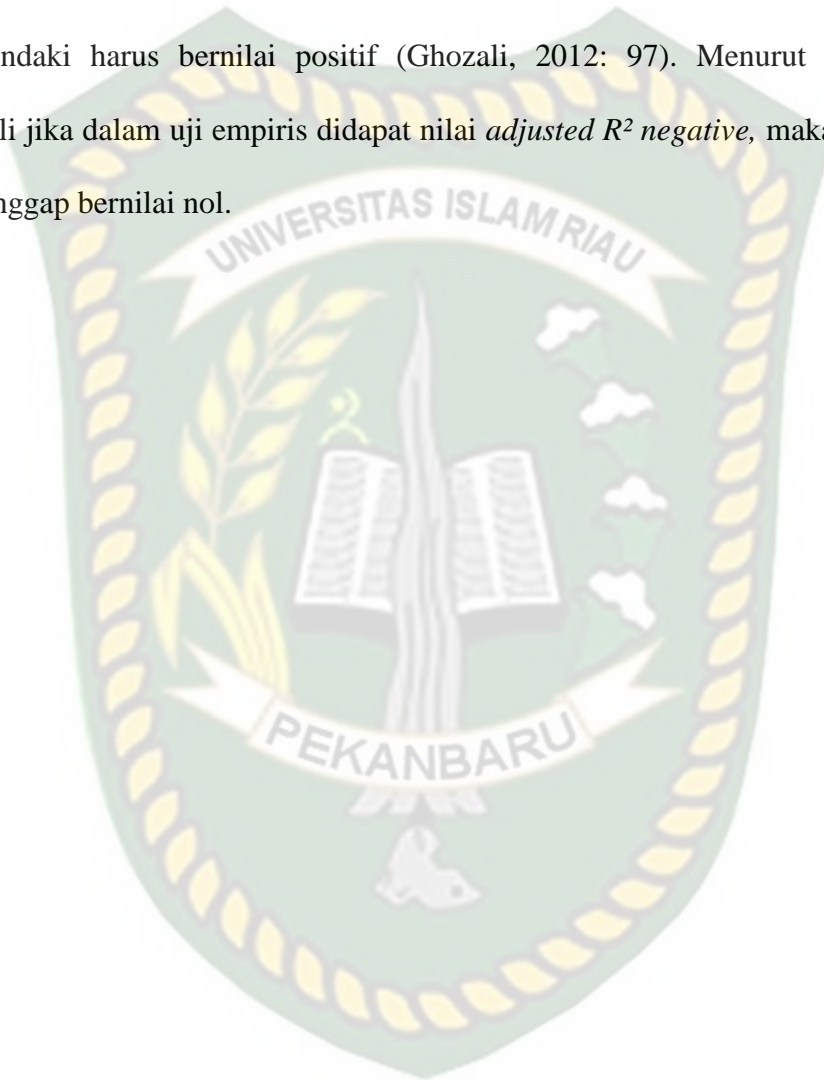 ndaki harus bernilai positif (Ghozali, 2012: 97). Menurut
li jika dalam uji empiris didapat nilai adjusted R² negative, maka
nggap bernilai nol.
UNIVERSITAS ISLAM RIAU
PEKANBARU